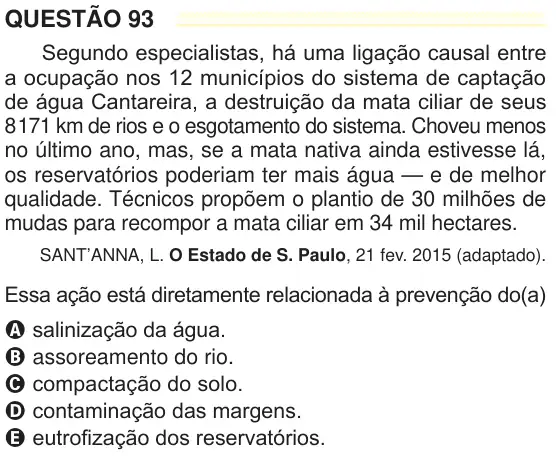 QUESTÃO 93
Segundo especialistas, há uma ligação causal entre
a ocupação nos 12 municípios do sistema de captação
de água Cantareira, a destruição da mata ciliar de seus
8171 km de rios e o esgotamento do sistema. Choveu menos
no último ano, mas, se a mata nativa ainda estivesse lá,
os reservatórios poderiam ter mais água — e de melhor
qualidade. Técnicos propõem o plantio de 30 milhões de
mudas para recompor a mata ciliar em 34 mil hectares.
SANT'ANNA, L. O Estado de S. Paulo, 21 fev. 2015 (adaptado).
Essa ação está diretamente relacionada à prevenção do(a)
A salinização da água.
B assoreamento do rio.
C compactação do solo.
D contaminação das margens.
E eutrofização dos reservatórios.